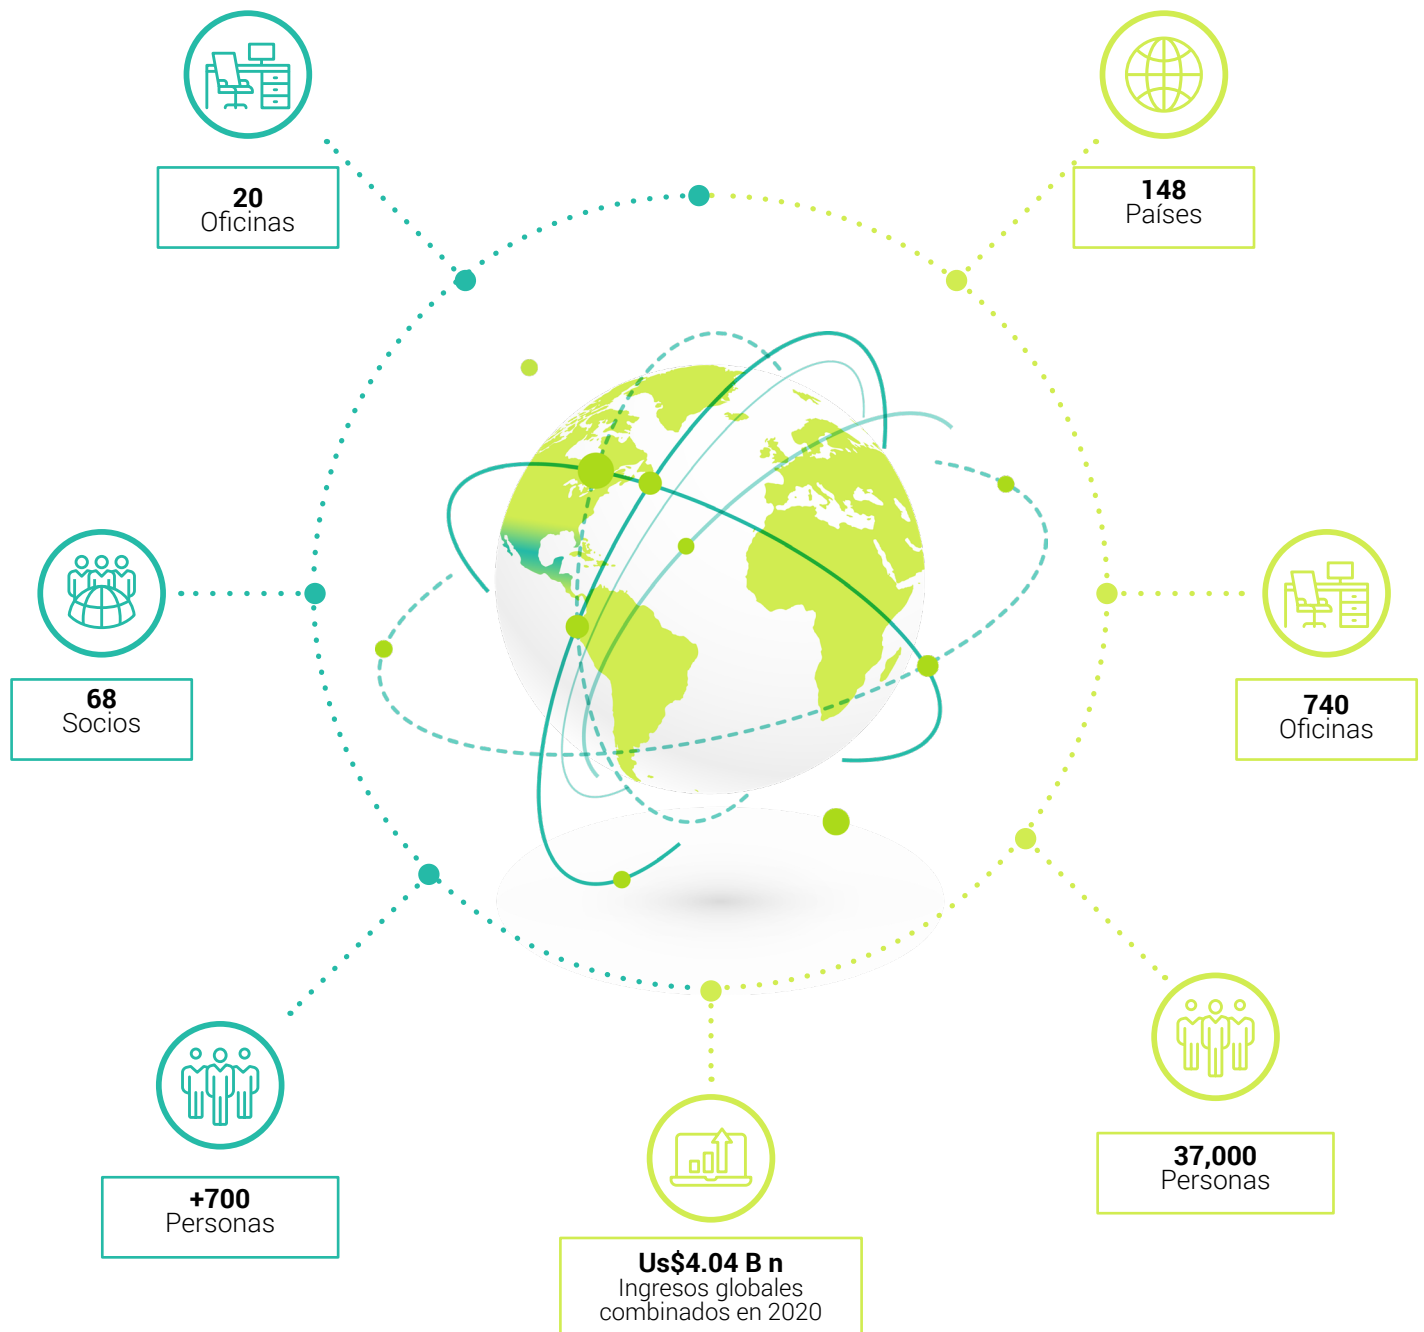 20
Oficinas
148
Países
68
Socios
740
Oficinas
+700
Personas
37,000
Personas
Us$4.04 B n
Ingresos globales
combinados en 2020